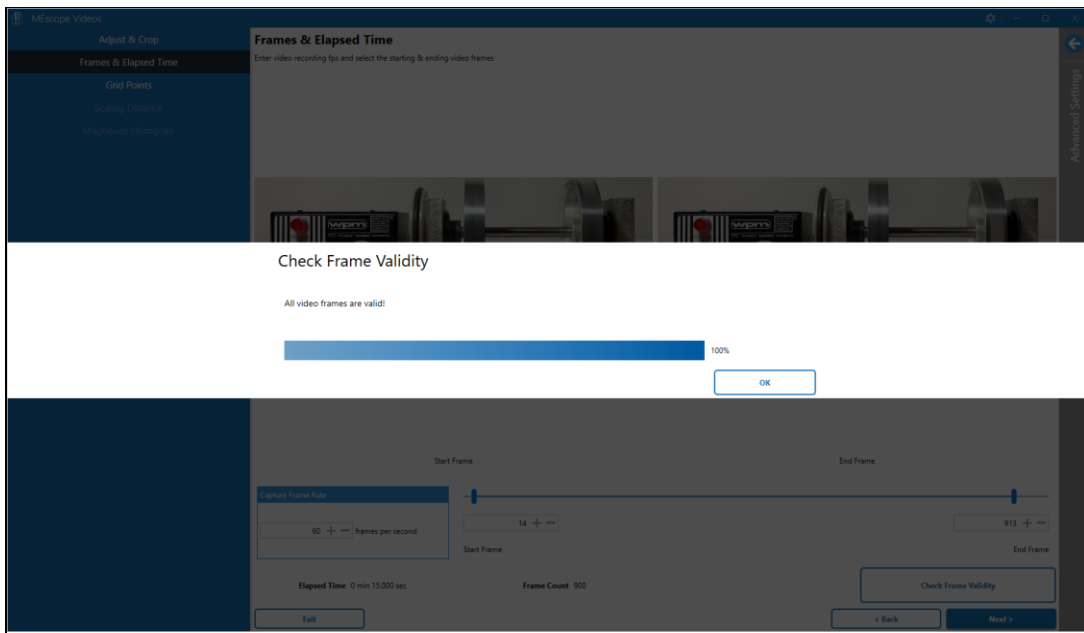 MEscope Videos
Adjust & Crop
Frames & Elapsed Time
Grid Points
Scaling Distance
Magnitude Histogram
Frames & Elapsed Time
Enter video recording fps and select the starting & ending video frames
Advanced Settings
wpm
wpm
Check Frame Validity
All video frames are valid!
100%
OK
Start Frame
End Frame
Capture Frame Rate
60 + − frames per second
14 + −
913 + −
Start Frame
End Frame
Elapsed Time 0 min 15.000 sec
Frame Count 900
Check Frame Validity
Exit
< Back
Next >